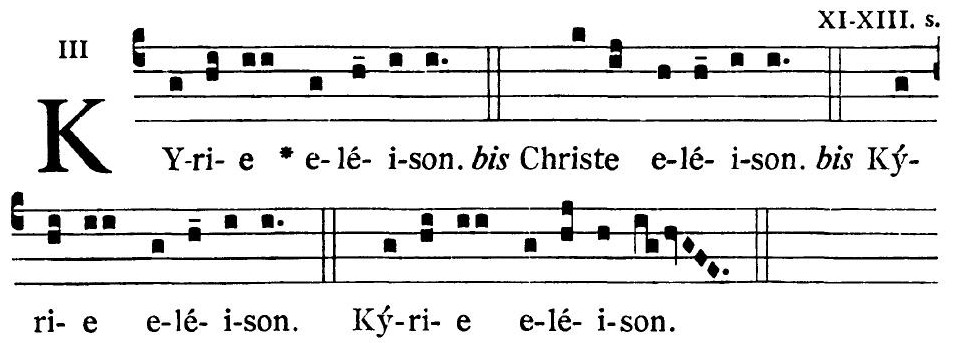 XI-XIII. s.
III
KY-ri- e * e-lé- i-son. bis Christe e-lé- i-son. bis Ký-
ri- e e-lé- i-son. Ký-ri- e e-lé- i-son.